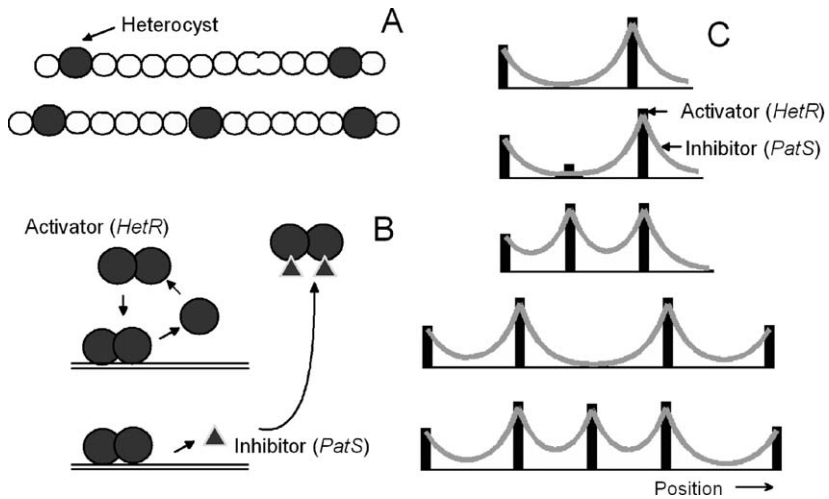 A
Heterocyst
B
Activator (HetR)
Inhibitor (PatS)
C
Activator (HetR)
Inhibitor (PatS)
Position